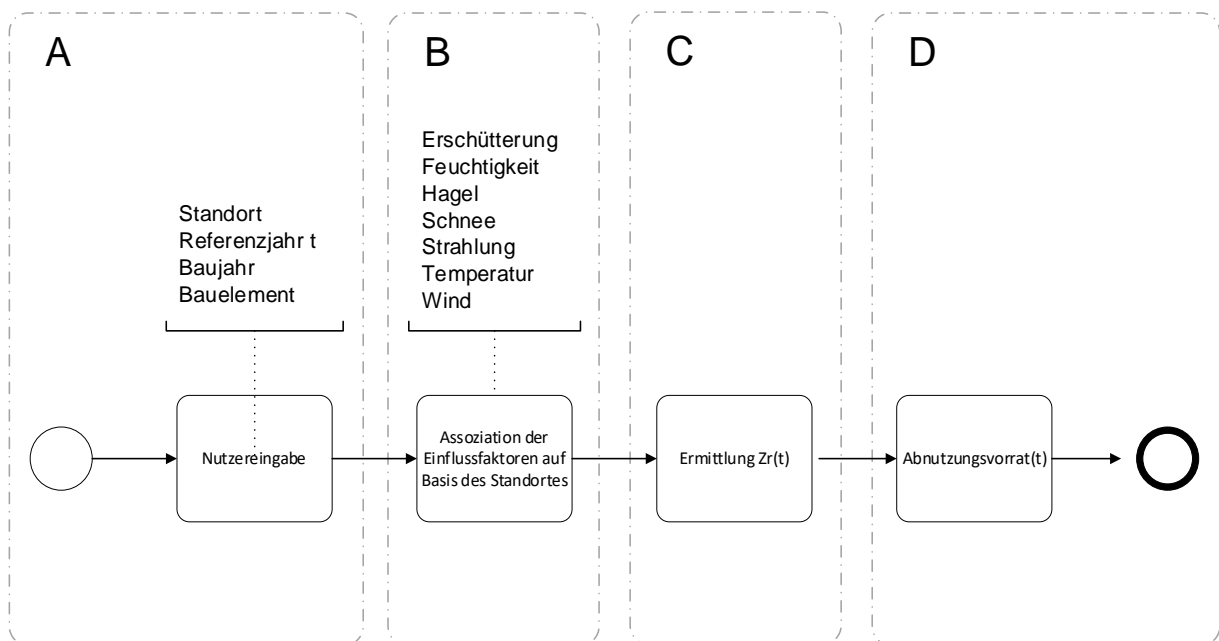 A
B
C
D
Standort
Referenzjahr t
Baujahr
Bauelement
Erschütterung
Feuchtigkeit
Hagel
Schnee
Strahlung
Temperatur
Wind
Nutzereingabe
Assoziation der
Einflussfaktoren auf
Basis des Standortes
Ermittlung Zr(t)
Abnutzungsvorrat(t)